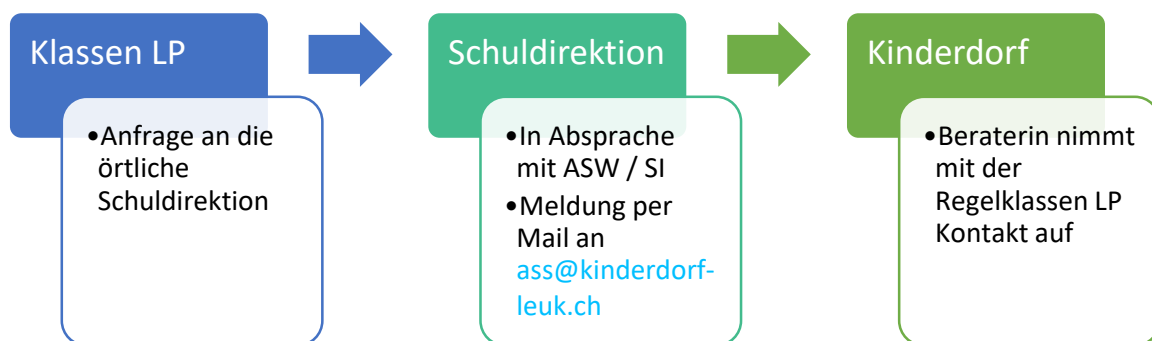 Klassen LP
•Anfrage an die
örtliche
Schuldirektion
Schuldirektion
•In Absprache
mit ASW / SI
•Meldung per
Mail an
ass@kinderdorf-
leuk.ch
Kinderdorf
•Beraterin nimmt
mit der
Regelklassen LP
Kontakt auf